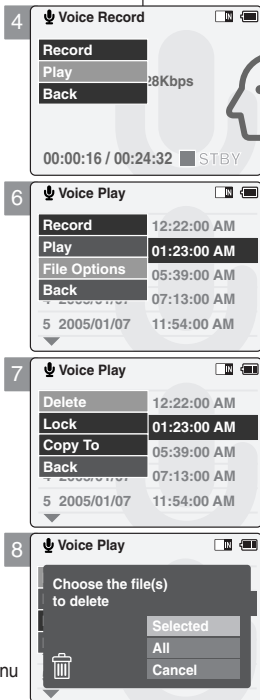 4
Voice Record
IN
Record
Play
Back
28Kbps
00:00:16 / 00:24:32 STBY
6
Voice Play
IN
Record 12:22:00 AM
Play 01:23:00 AM
File Options 05:39:00 AM
Back 07:13:00 AM
5 2005/01/07 11:54:00 AM
7
Voice Play
IN
Delete 12:22:00 AM
Lock 01:23:00 AM
Copy To 05:39:00 AM
Back 07:13:00 AM
5 2005/01/07 11:54:00 AM
8
Voice Play
IN
Choose the file(s)
to delete
Selected
All
Cancel
nu